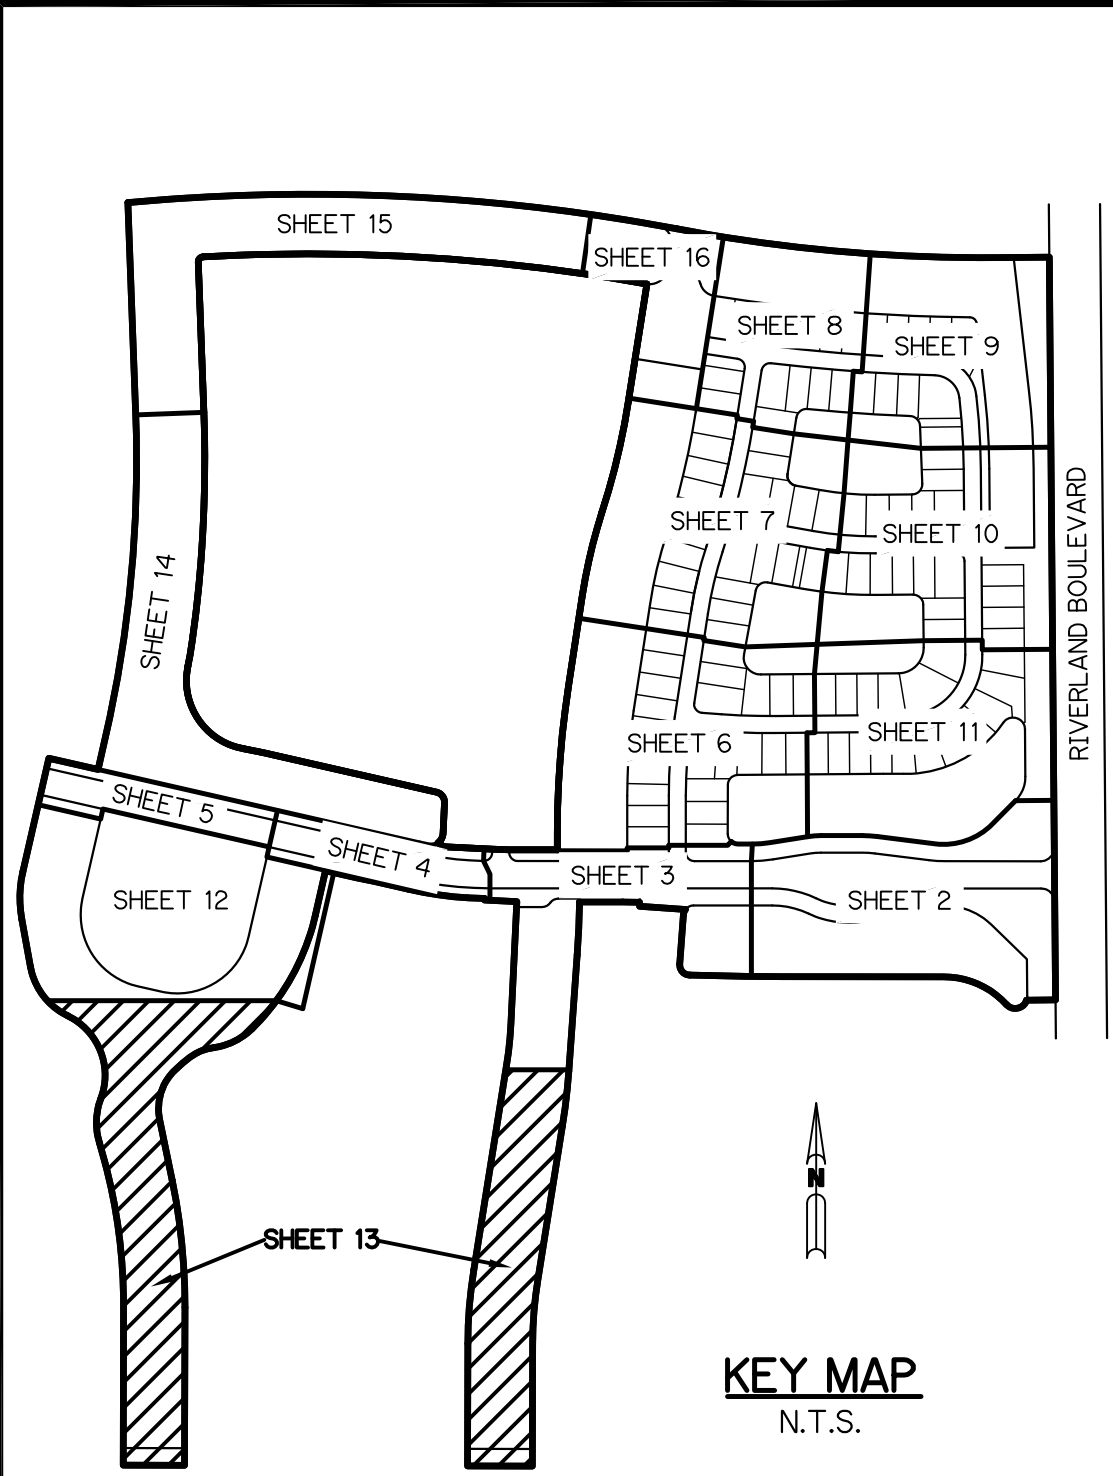 SHEET 15
SHEET 16
SHEET 8
SHEET 9
SHEET 7
SHEET 10
RIVERLAND BOULEVARD
SHEET 14
SHEET 6
SHEET 11
SHEET 5
SHEET 4
SHEET 3
SHEET 12
SHEET 2
N
SHEET 13
KEY MAP
N.T.S.